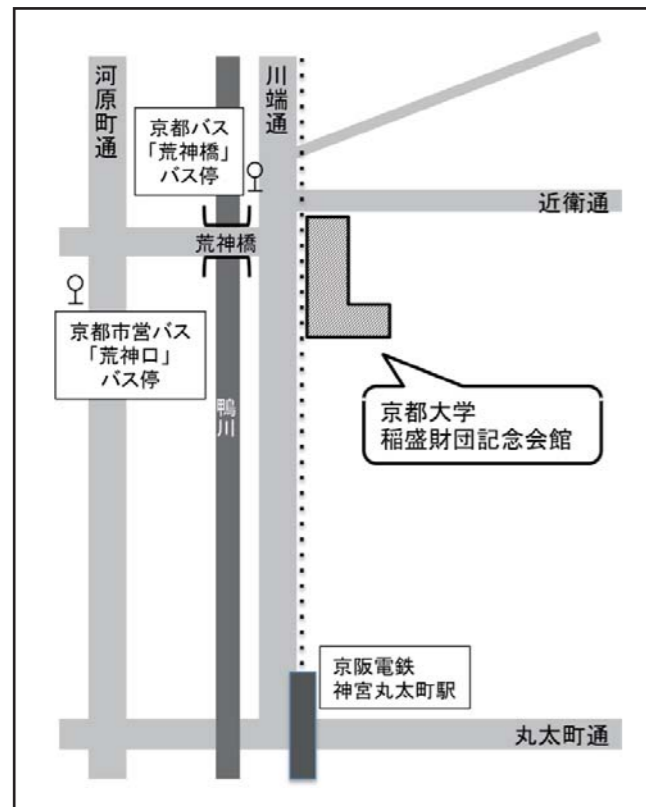 河原町通
京都バス
「荒神橋」
バス停
川端通
近衛通
荒神橋
京都市営バス
「荒神口」
バス停
鴨川
京都大学
稲盛財団記念会館
京阪電鉄
神宮丸太町駅
丸太町通